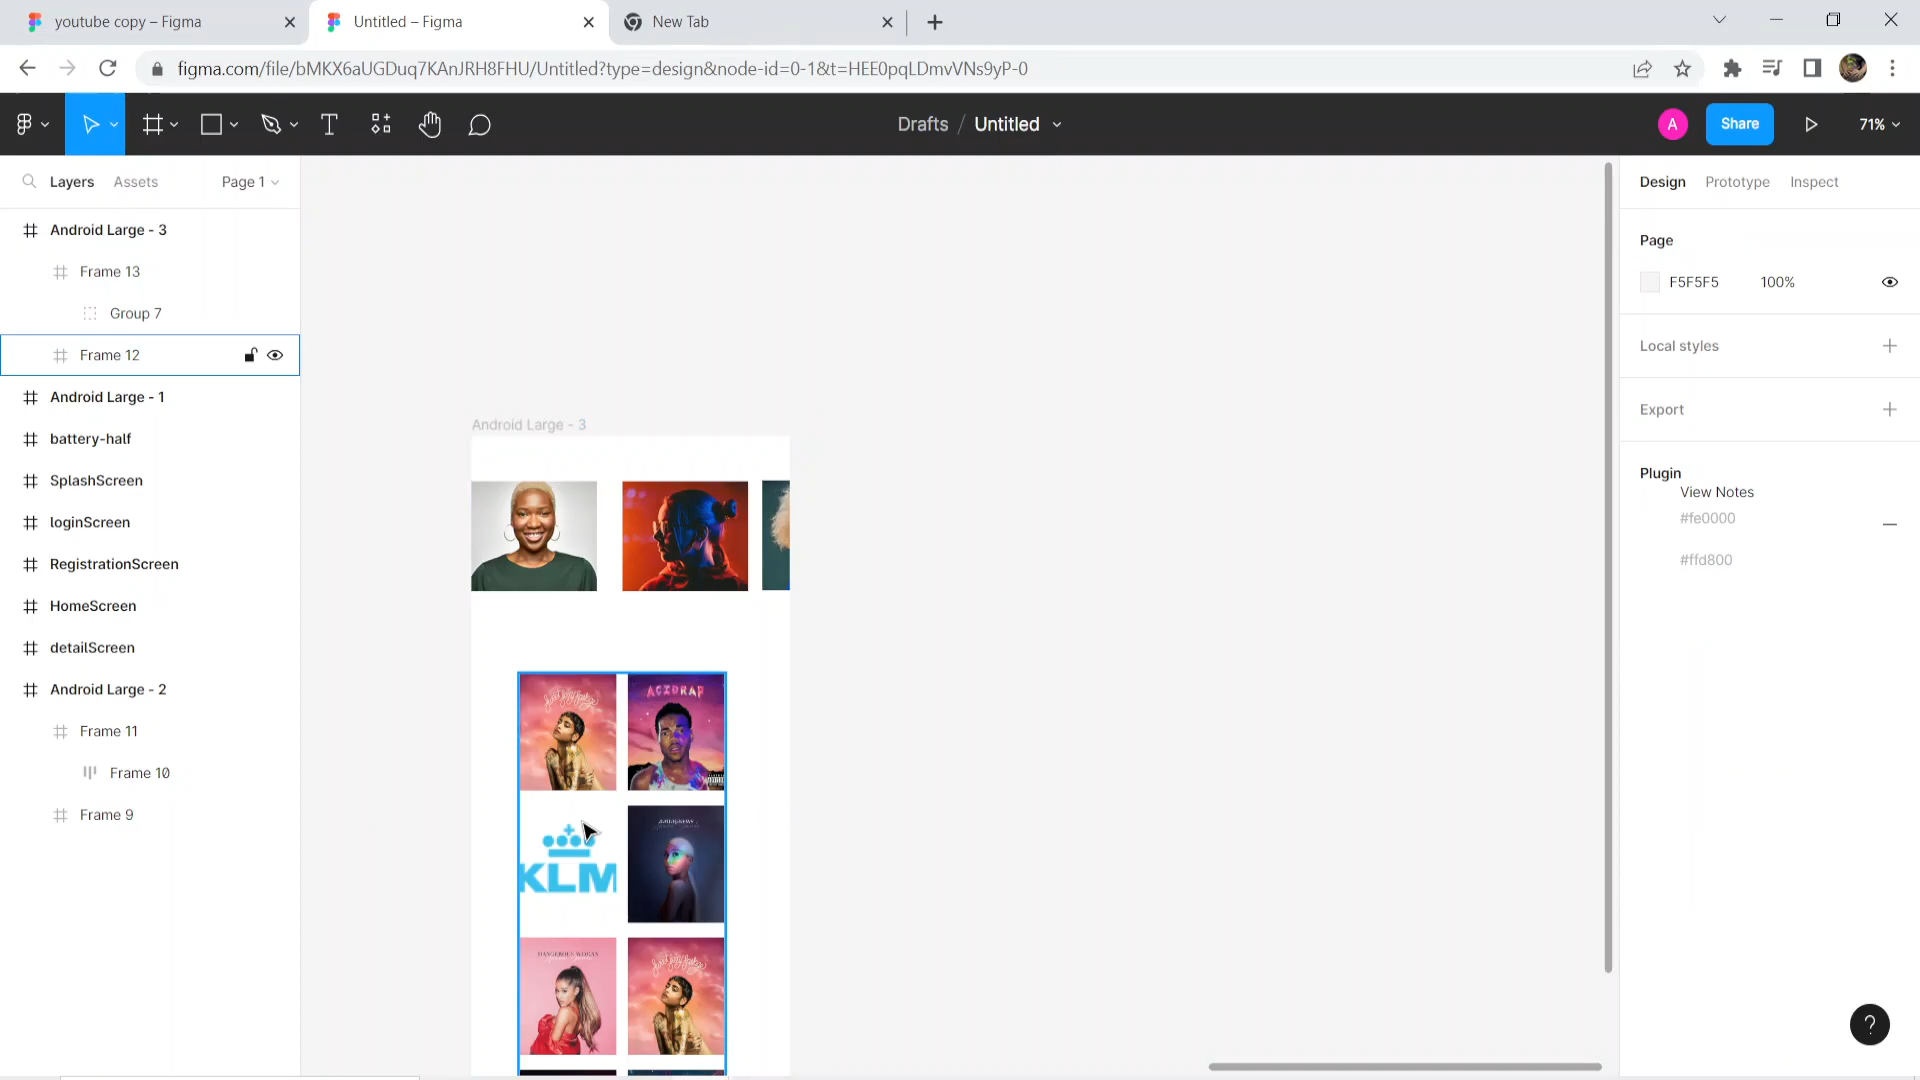 youtube copy – Figma
Untitled – Figma
New Tab
figma.com/file/bMKX6aUGDuq7KAnJRH8FHU/Untitled?type=design&node-id=0-1&t=HEE0pqLDmvVNs9yP-0
Drafts / Untitled
A
Share
71%
Layers
Assets
Page 1
Design
Prototype
Inspect
Android Large - 3
Frame 13
Group 7
Frame 12
Android Large - 1
battery-half
SplashScreen
loginScreen
RegistrationScreen
HomeScreen
detailScreen
Android Large - 2
Frame 11
Frame 10
Frame 9
Android Large - 3
ACIDRAP
KLM
DANGEROUS WOMAN
Page
F5F5F5
100%
Local styles
Export
Plugin
View Notes
#fe0000
#ffd800
?